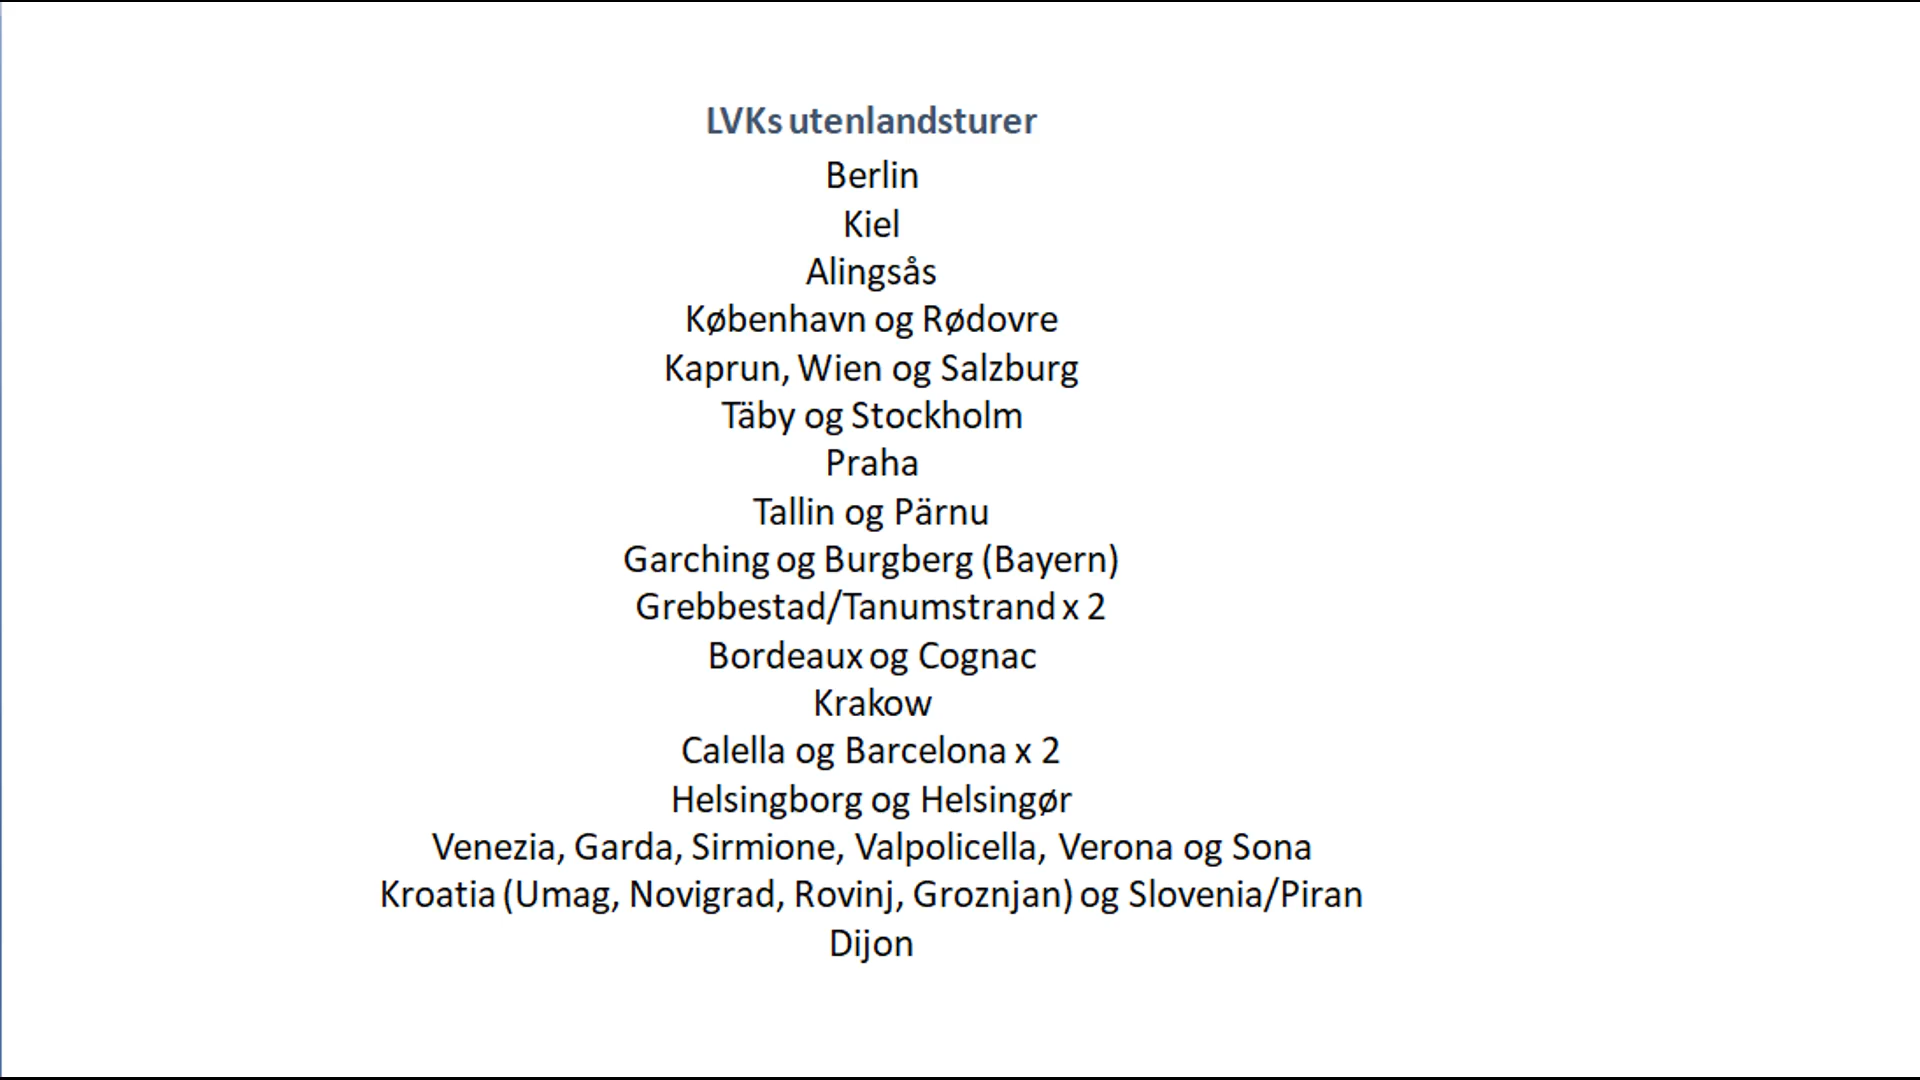 LVKs utenlandsturer
Berlin
Kiel
Alingsås
København og Rødovre
Kaprun, Wien og Salzburg
Täby og Stockholm
Praha
Tallin og Pärnu
Garching og Burgberg (Bayern)
Grebbestad/Tanumstrand x 2
Bordeaux og Cognac
Krakow
Calella og Barcelona x 2
Helsingborg og Helsingør
Venezia, Garda, Sirmione, Valpolicella, Verona og Sona
Kroatia (Umag, Novigrad, Rovinj, Groznjan) og Slovenia/Piran
Dijon